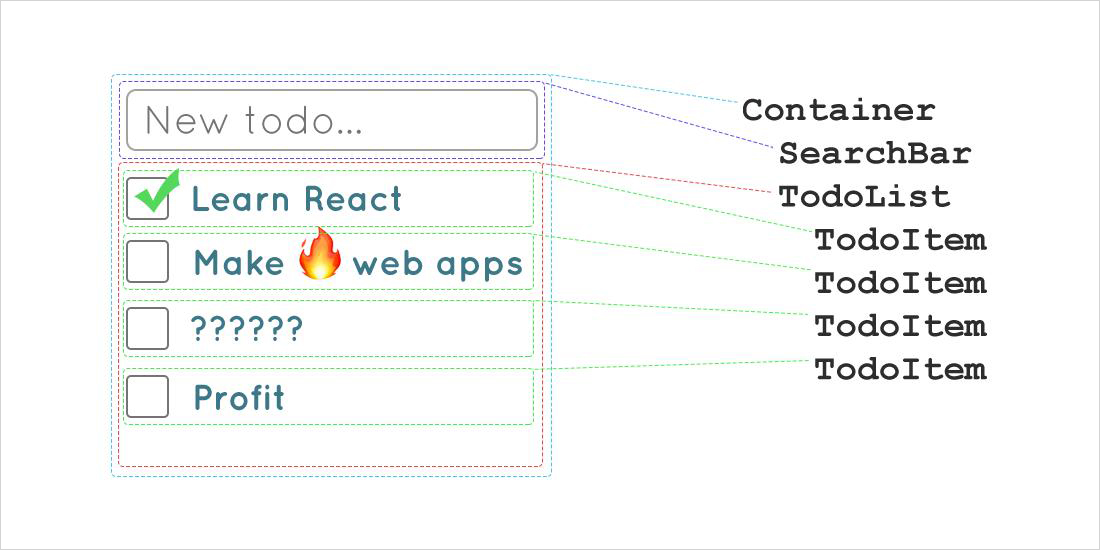 New todo...
Learn React
Make 🔥 web apps
??????
Profit
Container
SearchBar
TodoList
TodoItem
TodoItem
TodoItem
TodoItem